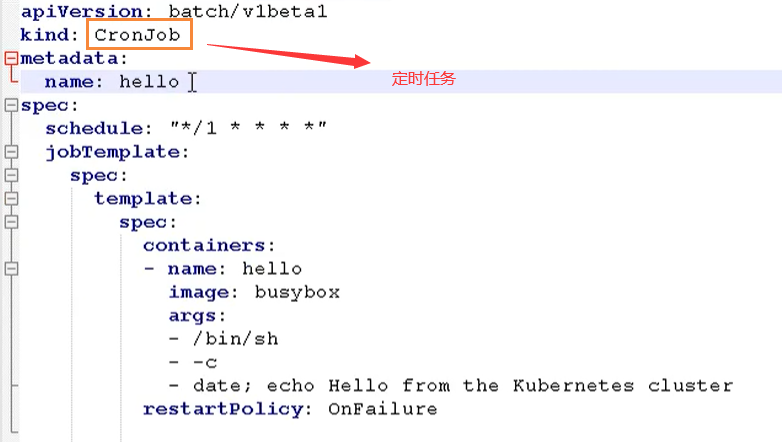 apiVersion: batch/v1beta1
kind: CronJob
metadata:
定时任务
  name: hello
spec:
  schedule: "*/1 * * * *"
  jobTemplate:
    spec:
      template:
        spec:
          containers:
          - name: hello
            image: busybox
            args:
            - /bin/sh
            - -c
            - date; echo Hello from the Kubernetes cluster
          restartPolicy: OnFailure